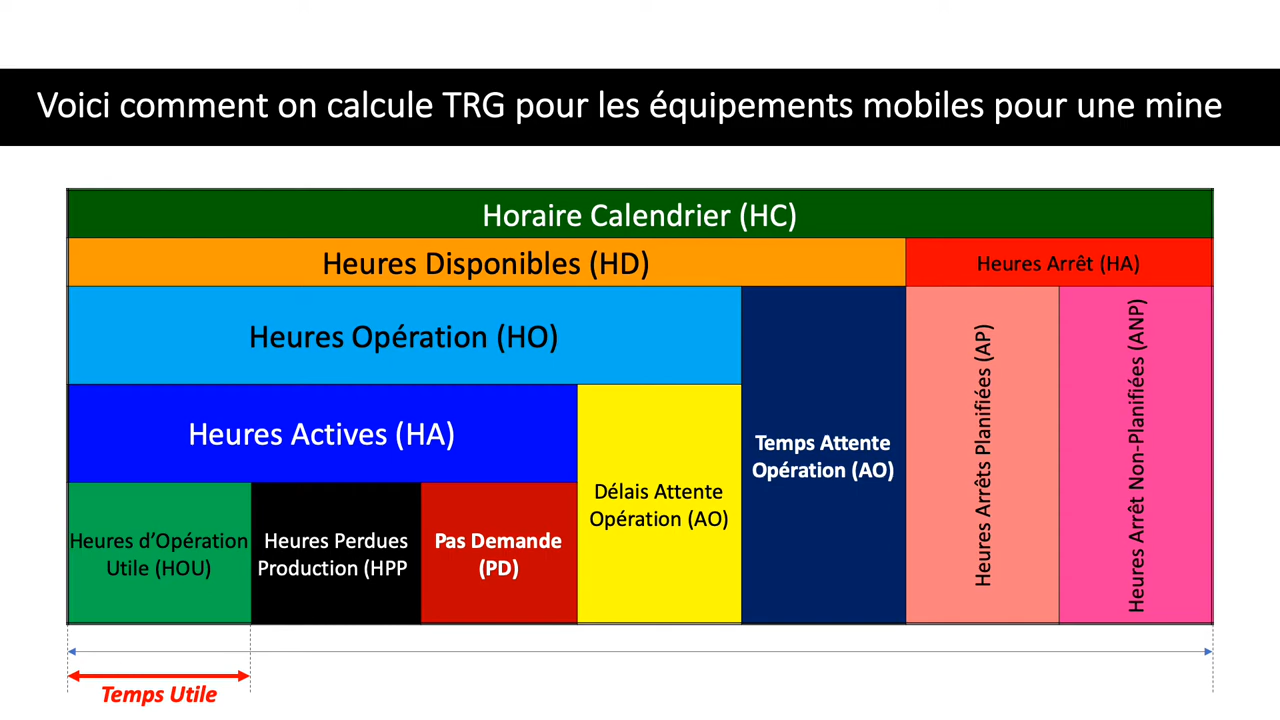 Voici comment on calcule TRG pour les équipements mobiles pour une mine
Horaire Calendrier (HC)
Heures Disponibles (HD)
Heures Arrêt (HA)
Heures Opération (HO)
Heures Actives (HA)
Heures d’Opération
Utile (HOU)
Heures Perdues
Production (HPP
Pas Demande
(PD)
Délais Attente
Opération (AO)
Temps Attente
Opération (AO)
Heures Arrêts Planifiées (AP)
Heures Arrêt Non-Planifiées (ANP)
Temps Utile